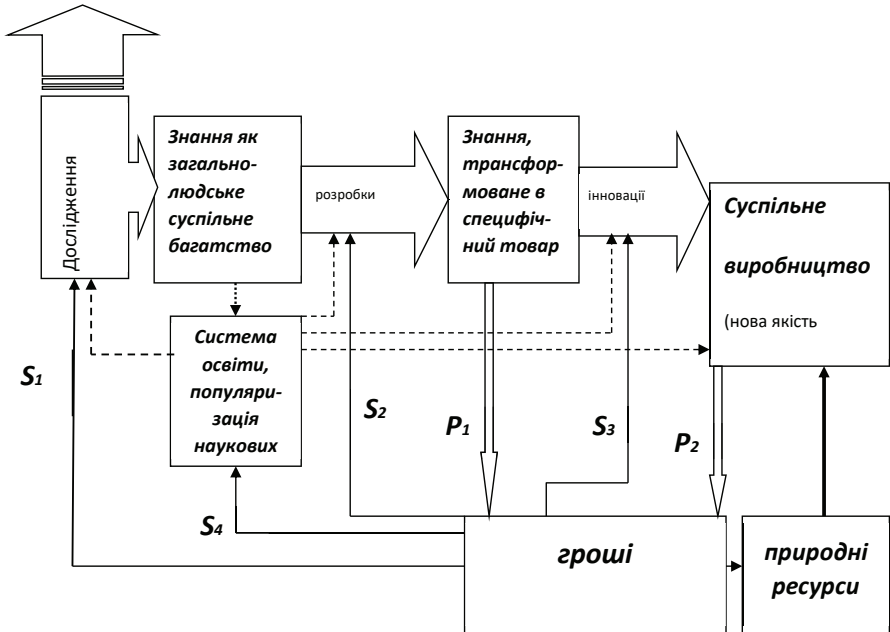 Дослідження
Знання як
загально-
людське
суспільне
багатство
розробки
Знання,
трансфор-
моване в
специфіч-
ний товар
інновації
Суспільне
виробництво
(нова якість
Система
освіти,
популяри-
зація
наукових
S1
S2
P1
S3
P2
S4
гроші
природні
ресурси